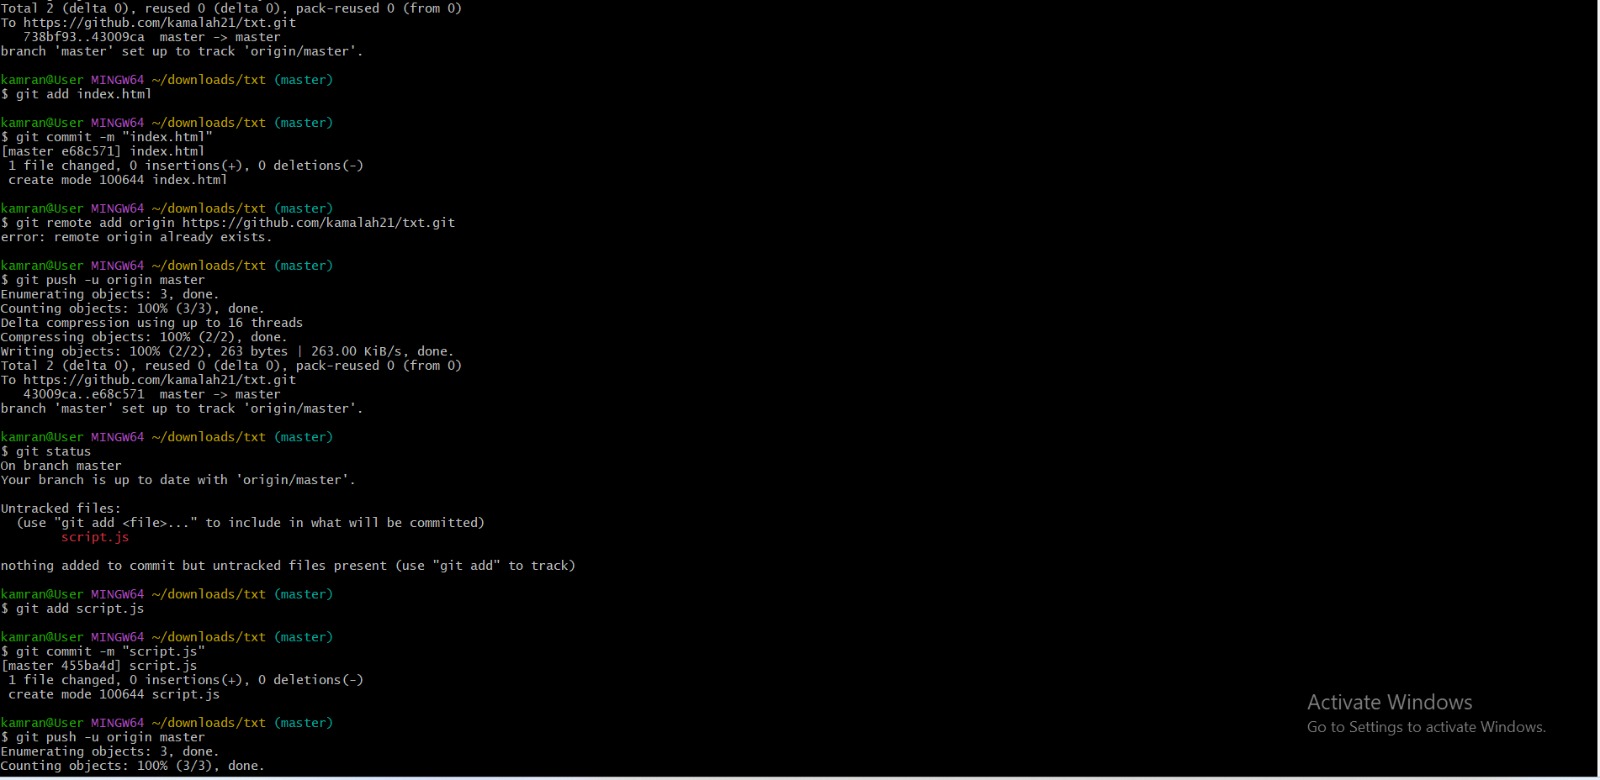 Total 2 (delta 0), reused 0 (delta 0), pack-reused 0 (from 0)
To https://github.com/kamalah21/txt.git
   738bf93..43009ca  master -> master
branch 'master' set up to track 'origin/master'.

kamran@User MINGW64 ~/downloads/txt (master)
$ git add index.html

kamran@User MINGW64 ~/downloads/txt (master)
$ git commit -m "index.html"
[master e68c571] index.html
 1 file changed, 0 insertions(+), 0 deletions(-)
 create mode 100644 index.html

kamran@User MINGW64 ~/downloads/txt (master)
$ git remote add origin https://github.com/kamalah21/txt.git
error: remote origin already exists.

kamran@User MINGW64 ~/downloads/txt (master)
$ git push -u origin master
Enumerating objects: 3, done.
Counting objects: 100% (3/3), done.
Delta compression using up to 16 threads
Compressing objects: 100% (2/2), done.
Writing objects: 100% (2/2), 263 bytes | 263.00 KiB/s, done.
Total 2 (delta 0), reused 0 (delta 0), pack-reused 0 (from 0)
To https://github.com/kamalah21/txt.git
   43009ca..e68c571  master -> master
branch 'master' set up to track 'origin/master'.

kamran@User MINGW64 ~/downloads/txt (master)
$ git status
On branch master
Your branch is up to date with 'origin/master'.

Untracked files:
  (use "git add <file>..." to include in what will be committed)
        script.js

nothing added to commit but untracked files present (use "git add" to track)

kamran@User MINGW64 ~/downloads/txt (master)
$ git add script.js

kamran@User MINGW64 ~/downloads/txt (master)
$ git commit -m "script.js"
[master 455ba4d] script.js
 1 file changed, 0 insertions(+), 0 deletions(-)
 create mode 100644 script.js

kamran@User MINGW64 ~/downloads/txt (master)
$ git push -u origin master
Enumerating objects: 3, done.
Counting objects: 100% (3/3), done.
Activate Windows
Go to Settings to activate Windows.